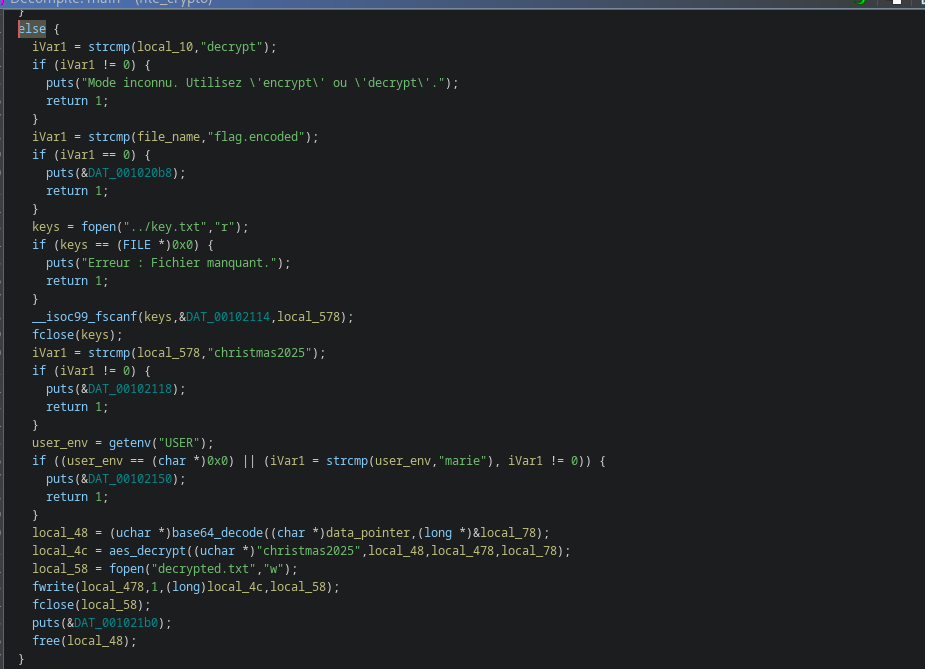 Decompile: main - (file_crypto)
}
else {
iVar1 = strcmp(local_10,"decrypt");
if (iVar1 != 0) {
puts("Mode inconnu. Utilisez \'encrypt\' ou \'decrypt\'.");
return 1;
}
iVar1 = strcmp(file_name,"flag.encoded");
if (iVar1 == 0) {
puts(&DAT_001020b8);
return 1;
}
keys = fopen("../key.txt","r");
if (keys == (FILE *)0x0) {
puts("Erreur : Fichier manquant.");
return 1;
}
__isoc99_fscanf(keys,&DAT_00102114,local_578);
fclose(keys);
iVar1 = strcmp(local_578,"christmas2025");
if (iVar1 != 0) {
puts(&DAT_00102118);
return 1;
}
user_env = getenv("USER");
if ((user_env == (char *)0x0) || (iVar1 = strcmp(user_env,"marie"), iVar1 != 0)) {
puts(&DAT_00102150);
return 1;
}
local_48 = (uchar *)base64_decode((char *)data_pointer,(long *)&local_78);
local_4c = aes_decrypt((uchar *)"christmas2025",local_48,local_478,local_78);
local_58 = fopen("decrypted.txt","w");
fwrite(local_478,1,(long)local_4c,local_58);
fclose(local_58);
puts(&DAT_001021b0);
free(local_48);
}